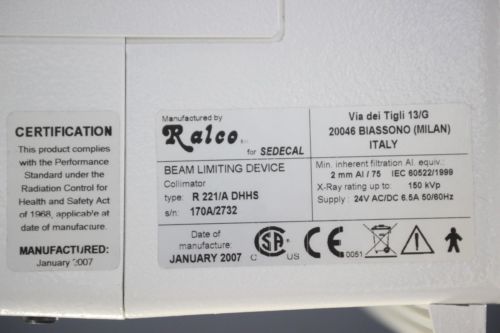 CERTIFICATION
This product complies
with the Performance
Standard under the
Radiation Control for
Health and Safety Act
of 1968, applicable at
date of manufacture.
MANUFACTURED:
January 2007
Manufactured by
Ralco
for SEDECAL
Via dei Tigli 13/G
20046 BIASSONO (MILAN)
ITALY
BEAM LIMITING DEVICE
Collimator
type: R 221/A DHHS
s/n: 170A/2732
Min. inherent filtration Al. equiv.:
2 mm Al / 75 IEC 60522/1999
X-Ray rating up to: 150 kVp
Supply : 24V AC/DC 6.5A 50/60Hz
Date of
manufacture:
JANUARY 2007
C SA US
CE 0051